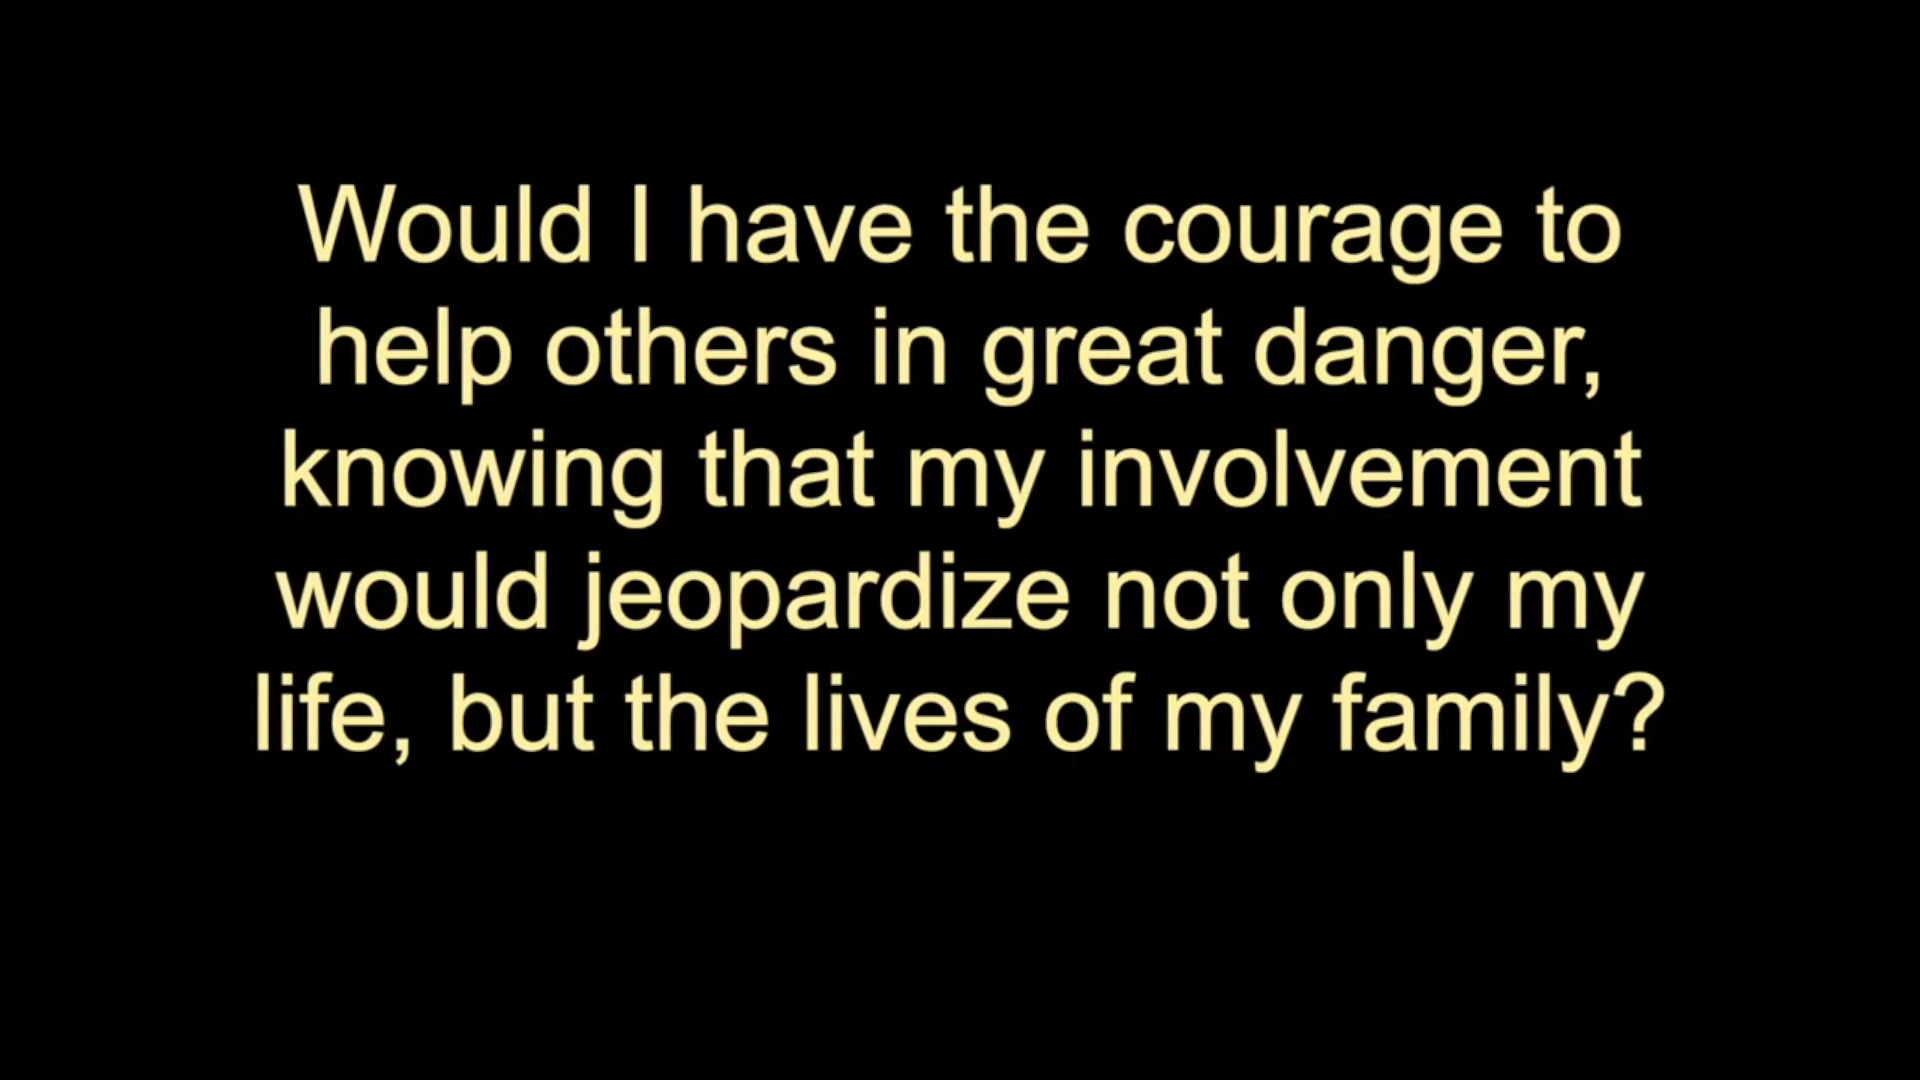 Would I have the courage to
help others in great danger,
knowing that my involvement
would jeopardize not only my
life, but the lives of my family?